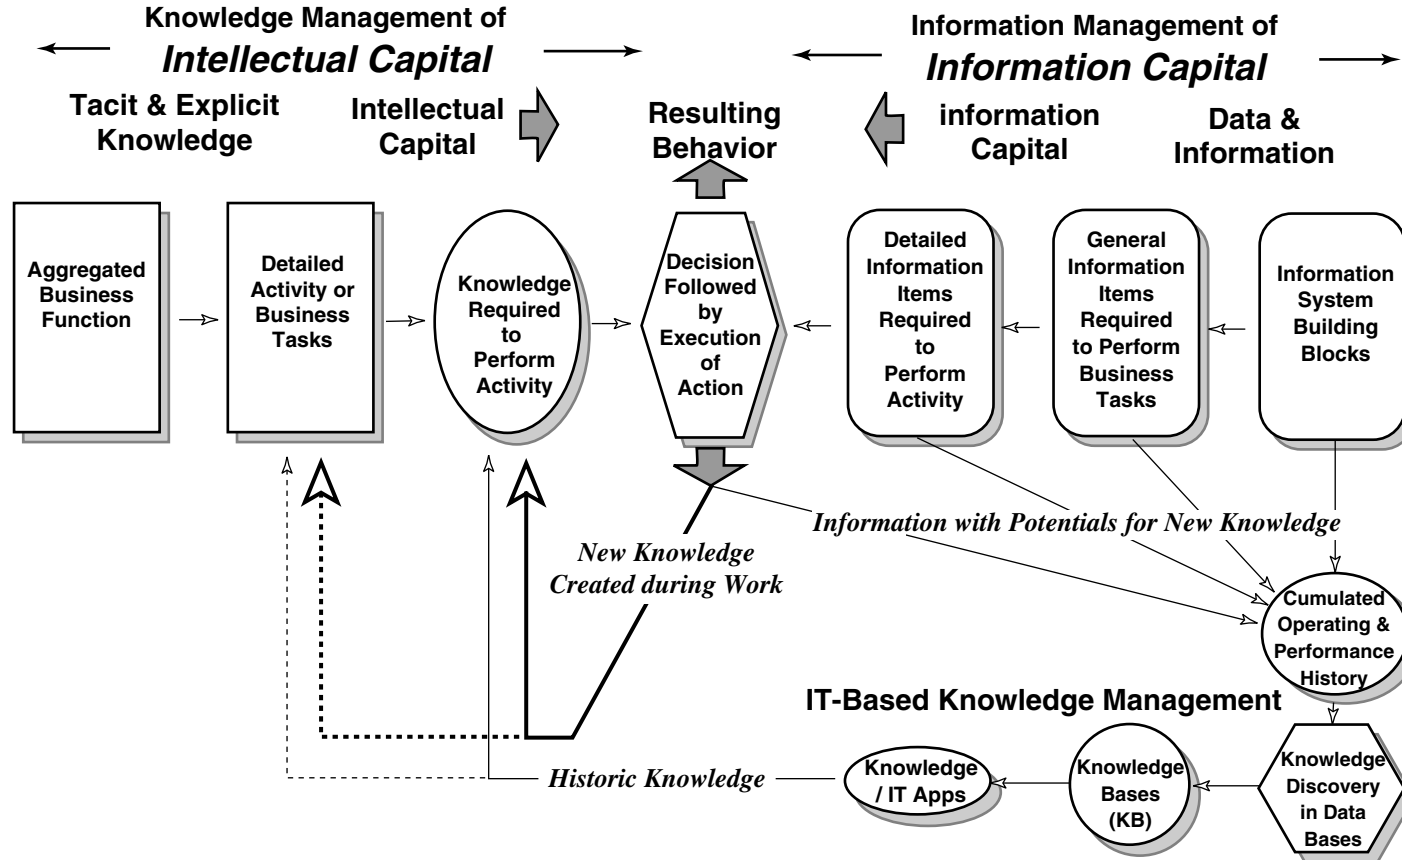 Knowledge Management of
Intellectual Capital
Information Management of
Information Capital
Tacit & Explicit
Knowledge
Intellectual
Capital
Resulting
Behavior
information
Capital
Data &
Information
Aggregated
Business
Function
Detailed
Activity or
Business
Tasks
Knowledge
Required
to
Perform
Activity
Decision
Followed
by
Execution
of
Action
Detailed
Information
Items
Required
to
Perform
Activity
General
Information
Items
Required
to Perform
Business
Tasks
Information
System
Building
Blocks
Information with Potentials for New Knowledge
New Knowledge
Created during Work
Cumulated
Operating &
Performance
History
IT-Based Knowledge Management
Historic Knowledge
Knowledge
/ IT Apps
Knowledge
Bases
(KB)
Knowledge
Discovery
in Data
Bases